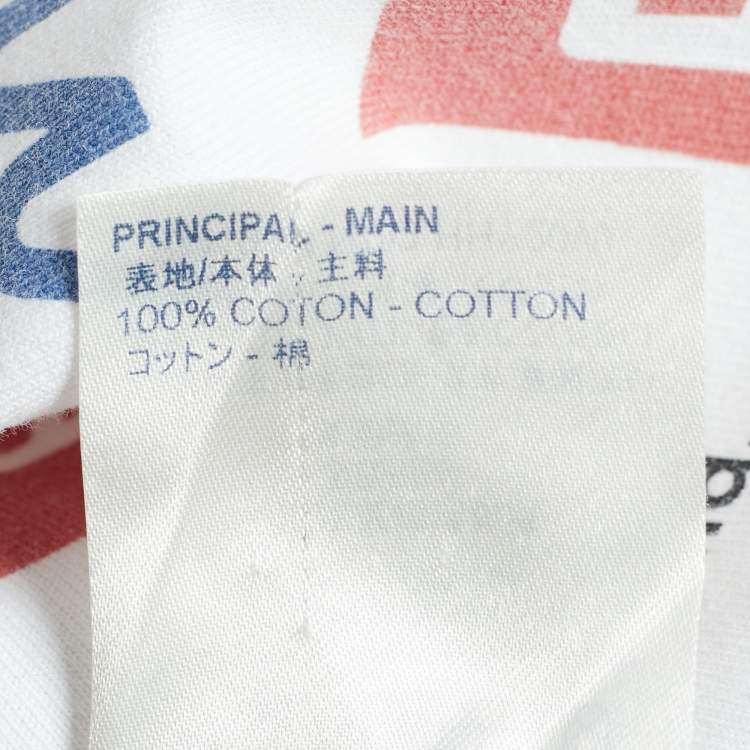 PRINCIPAL - MAIN
表地/本体 、主料
100% COTON - COTTON
コットン - 棉